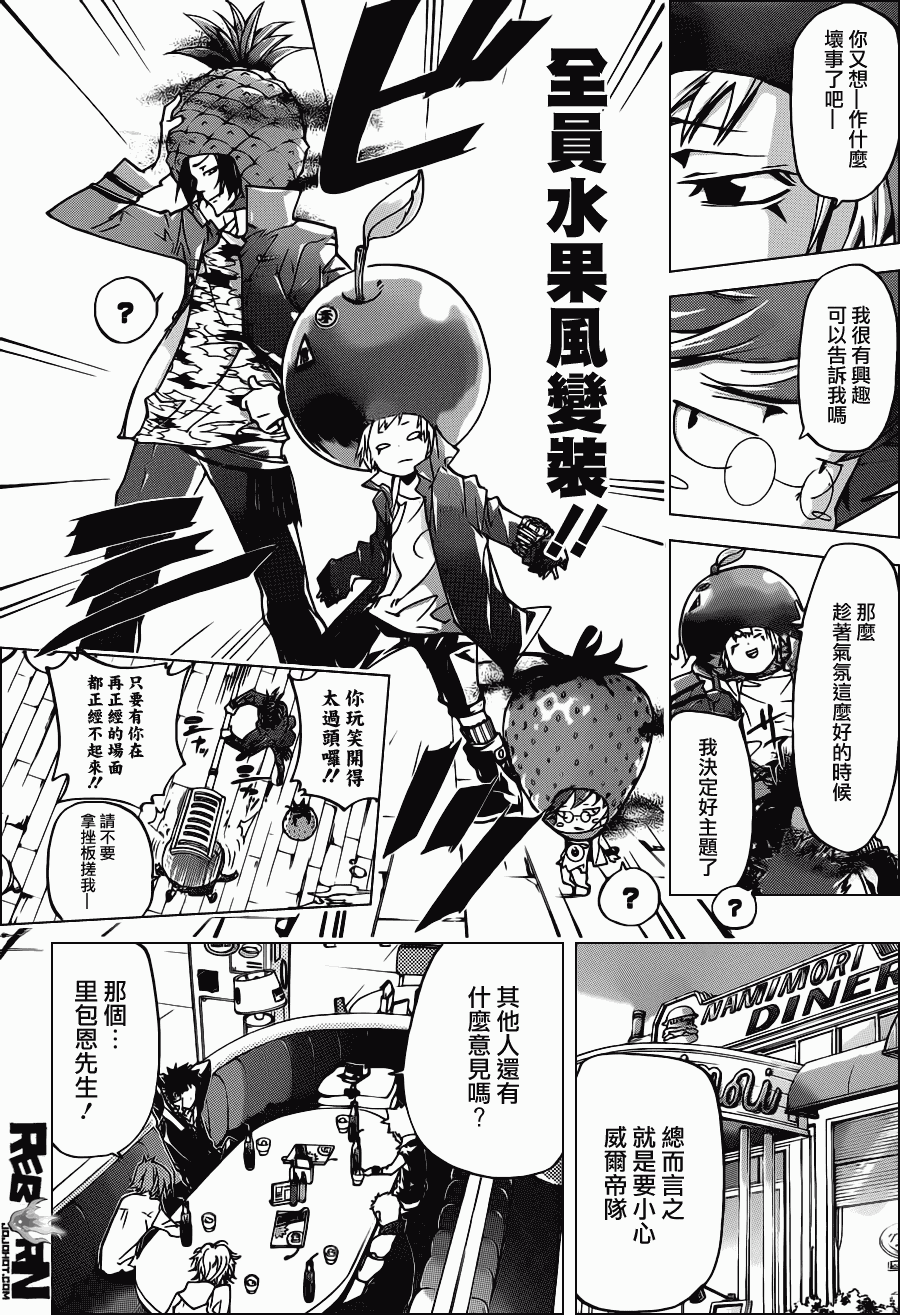 你又想—作什麼
壞事了吧—
我很有興趣
可以告訴我嗎
那麼
趁著氣氛這麼好的時候
我決定好主題了
?
全員水果風變裝!!
ビ
?
?
你玩笑開得
太過頭囉!!
只要有你在
再正經的場面
都正經不起來!!
請不要
拿挫板搓我—
NAMIMORI
DINER
總而言之
就是要小心
威爾帝隊
其他人還有
什麼意見嗎?
那個…
里包恩先生!
REBORN